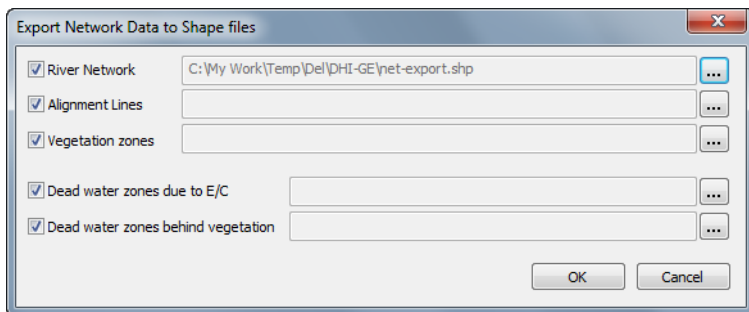 Export Network Data to Shape files
River Network C:\My Work\Temp\Del\DHI-GE\net-export.shp ...
Alignment Lines ...
Vegetation zones ...
Dead water zones due to E/C ...
Dead water zones behind vegetation ...
OK Cancel